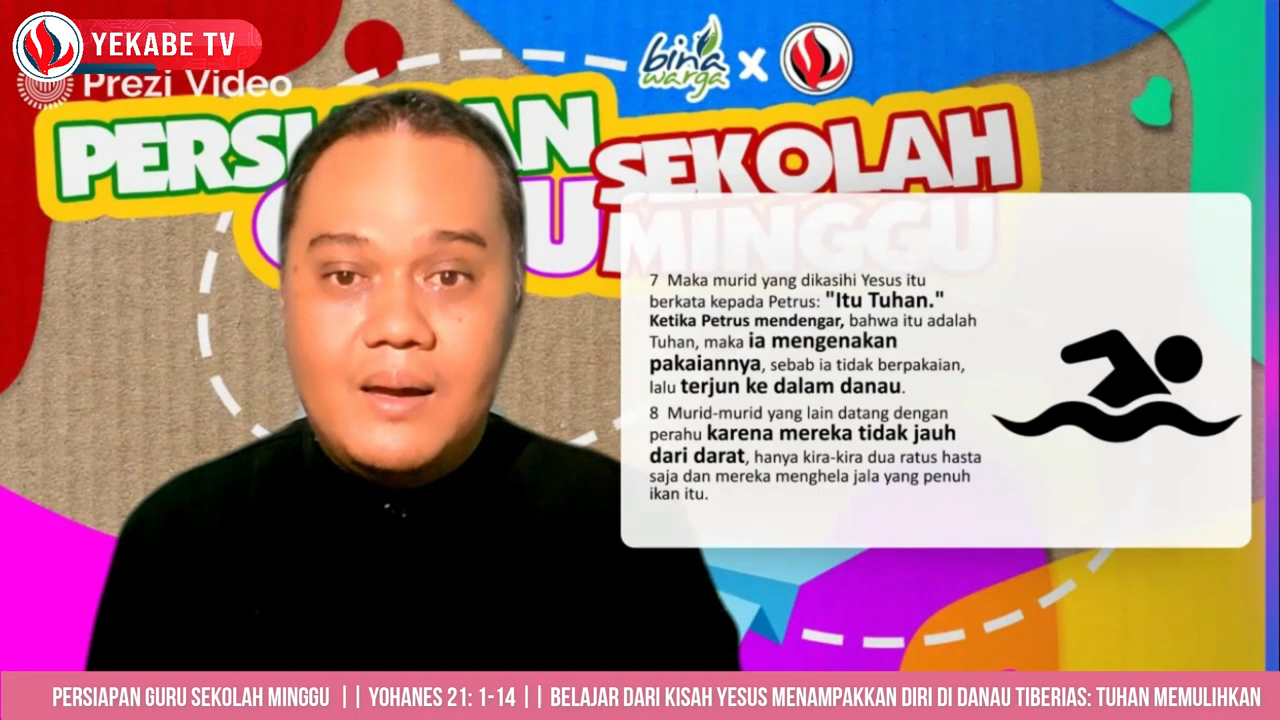 YEKABE TV
Prezi Video
bina
warga
x
PERSIAPAN
SEKOLAH
MINGGU
7 Maka murid yang dikasihi Yesus itu
berkata kepada Petrus: "Itu Tuhan."
Ketika Petrus mendengar, bahwa itu adalah
Tuhan, maka ia mengenakan
pakaiannya, sebab ia tidak berpakaian,
lalu terjun ke dalam danau.
8 Murid-murid yang lain datang dengan
perahu karena mereka tidak jauh
dari darat, hanya kira-kira dua ratus hasta
saja dan mereka menghela jala yang penuh
ikan itu.
PERSIAPAN GURU SEKOLAH MINGGU || YOHANES 21: 1-14 || BELAJAR DARI KISAH YESUS MENAMPAKKAN DIRI DI DANAU TIBERIAS: TUHAN MEMULIHKAN